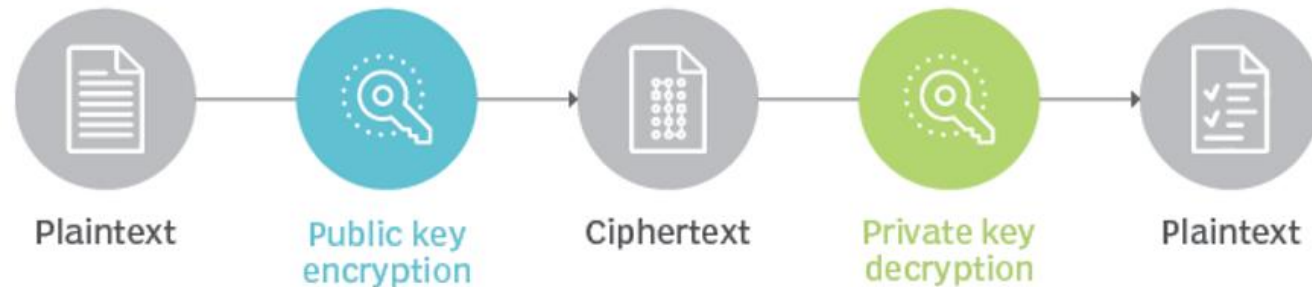 Plaintext
Public key
encryption
Ciphertext
Private key
decryption
Plaintext